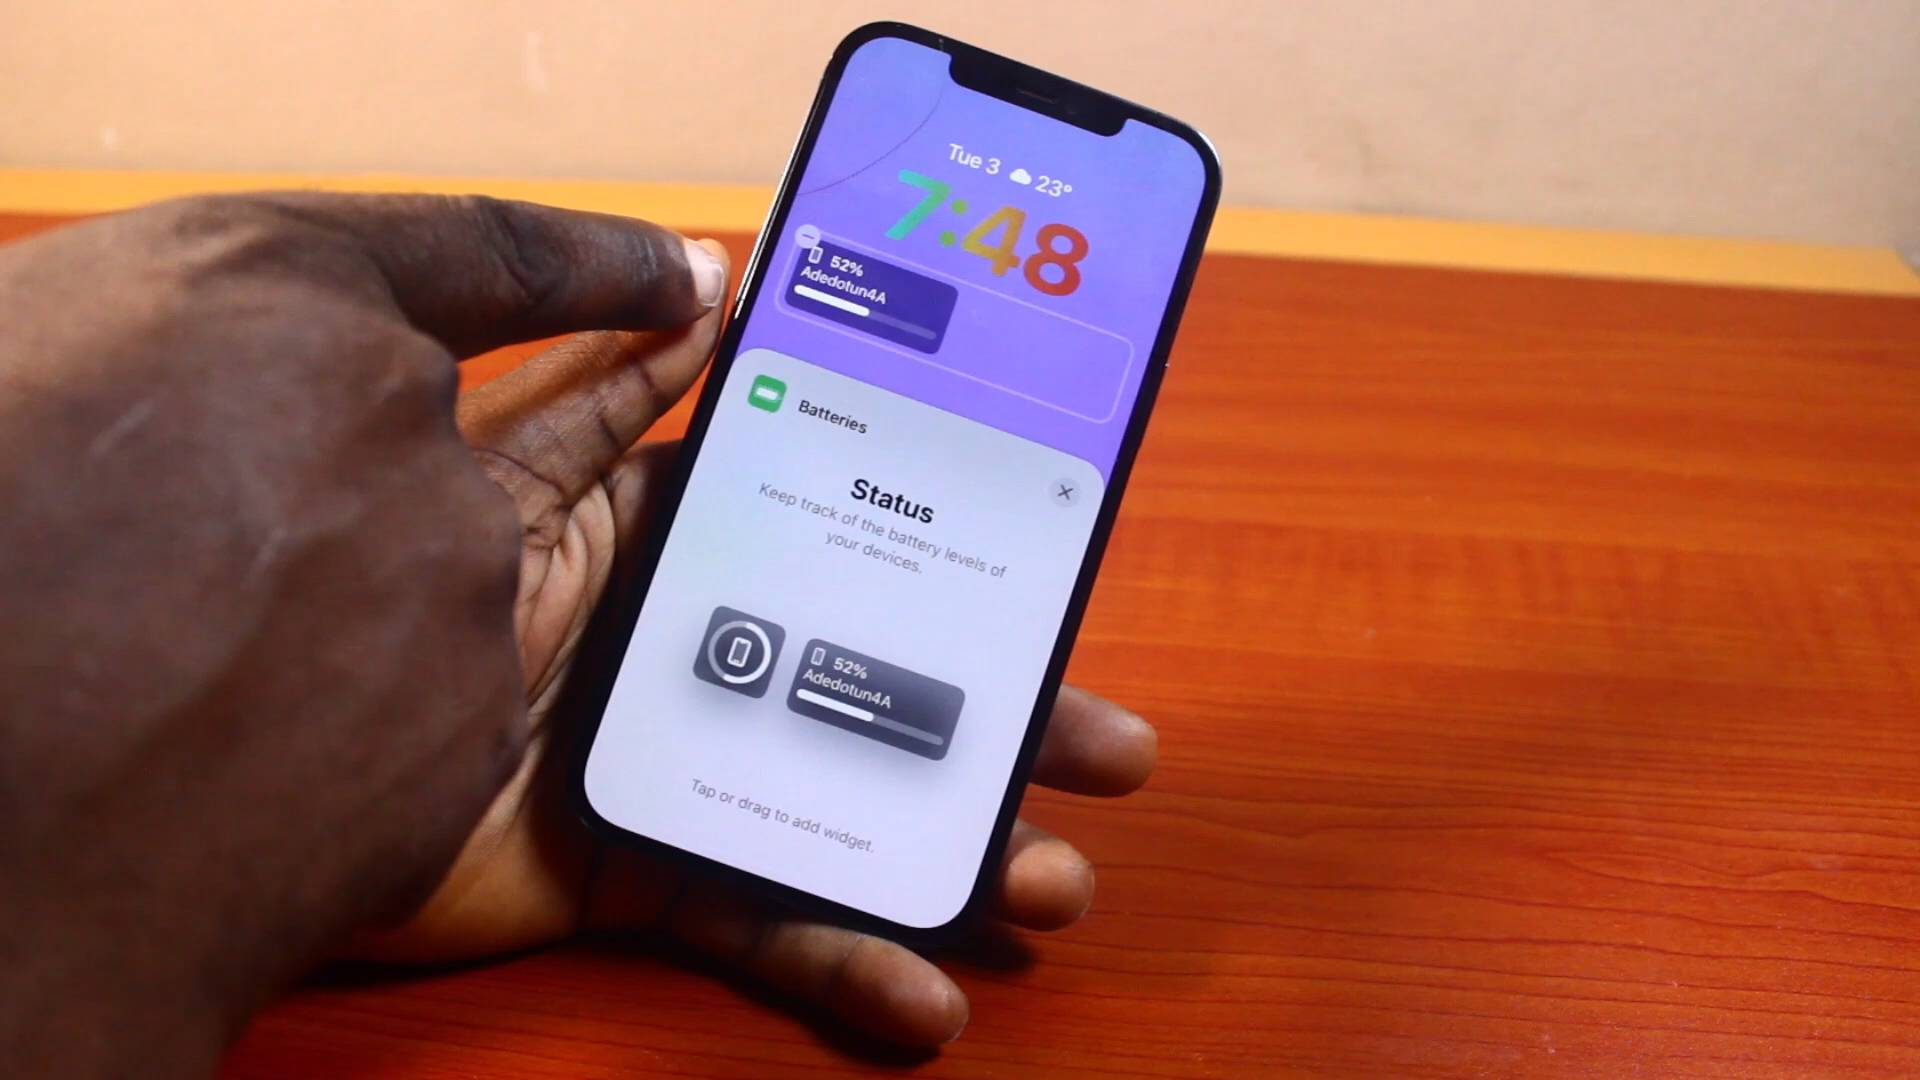 Tue 3 23°
7:48
52%
Adedotun4A
Batteries
Status
Keep track of the battery levels of
your devices.
52%
Adedotun4A
Tap or drag to add widget.